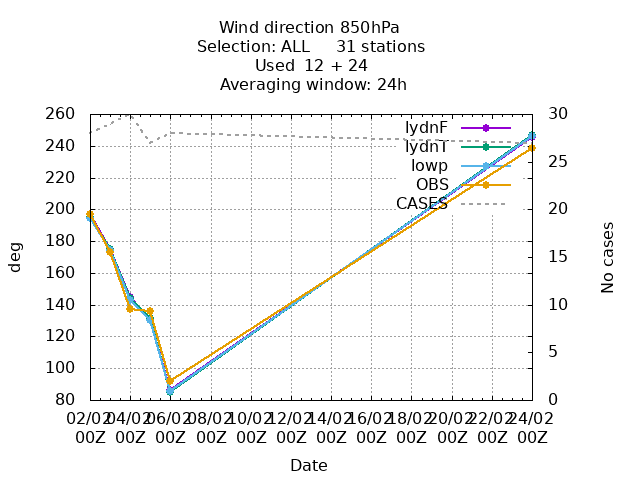 Wind direction 850hPa
Selection: ALL     31 stations
Used  12 + 24
Averaging window: 24h
260
240
220
200
180
160
140
120
100
80
30
25
20
15
10
5
0
lydnF
lydnT
lowp
OBS
CASES
deg
No cases
02/02 04/02 06/02 08/02 10/02 12/02 14/02 16/02 18/02 20/02 22/02 24/02
00Z 00Z 00Z 00Z 00Z 00Z 00Z 00Z 00Z 00Z 00Z 00Z
Date